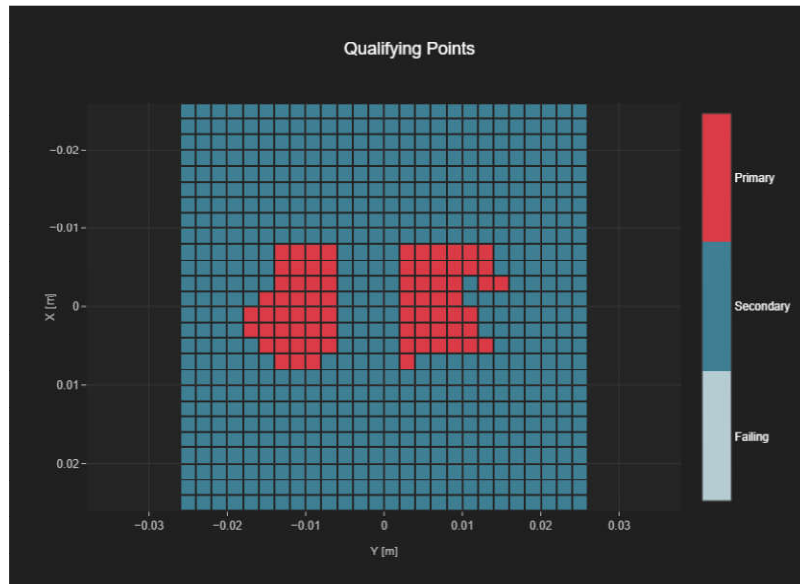 Qualifying Points
Primary
Secondary
Failing
−0.02
−0.01
0
0.01
0.02
X [m]
−0.03
−0.02
−0.01
0
0.01
0.02
0.03
Y [m]